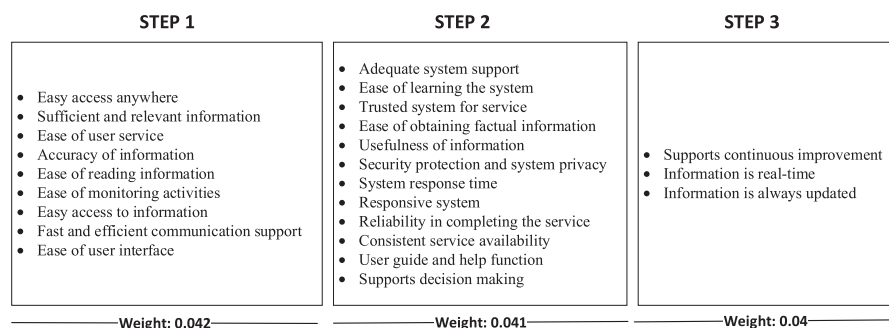 STEP 1
• Easy access anywhere
• Sufficient and relevant information
• Ease of user service
• Accuracy of information
• Ease of reading information
• Ease of monitoring activities
• Easy access to information
• Fast and efficient communication support
• Ease of user interface
Weight: 0.042
STEP 2
• Adequate system support
• Ease of learning the system
• Trusted system for service
• Ease of obtaining factual information
• Usefulness of information
• Security protection and system privacy
• System response time
• Responsive system
• Reliability in completing the service
• Consistent service availability
• User guide and help function
• Supports decision making
Weight: 0.041
STEP 3
• Supports continuous improvement
• Information is real-time
• Information is always updated
Weight: 0.04